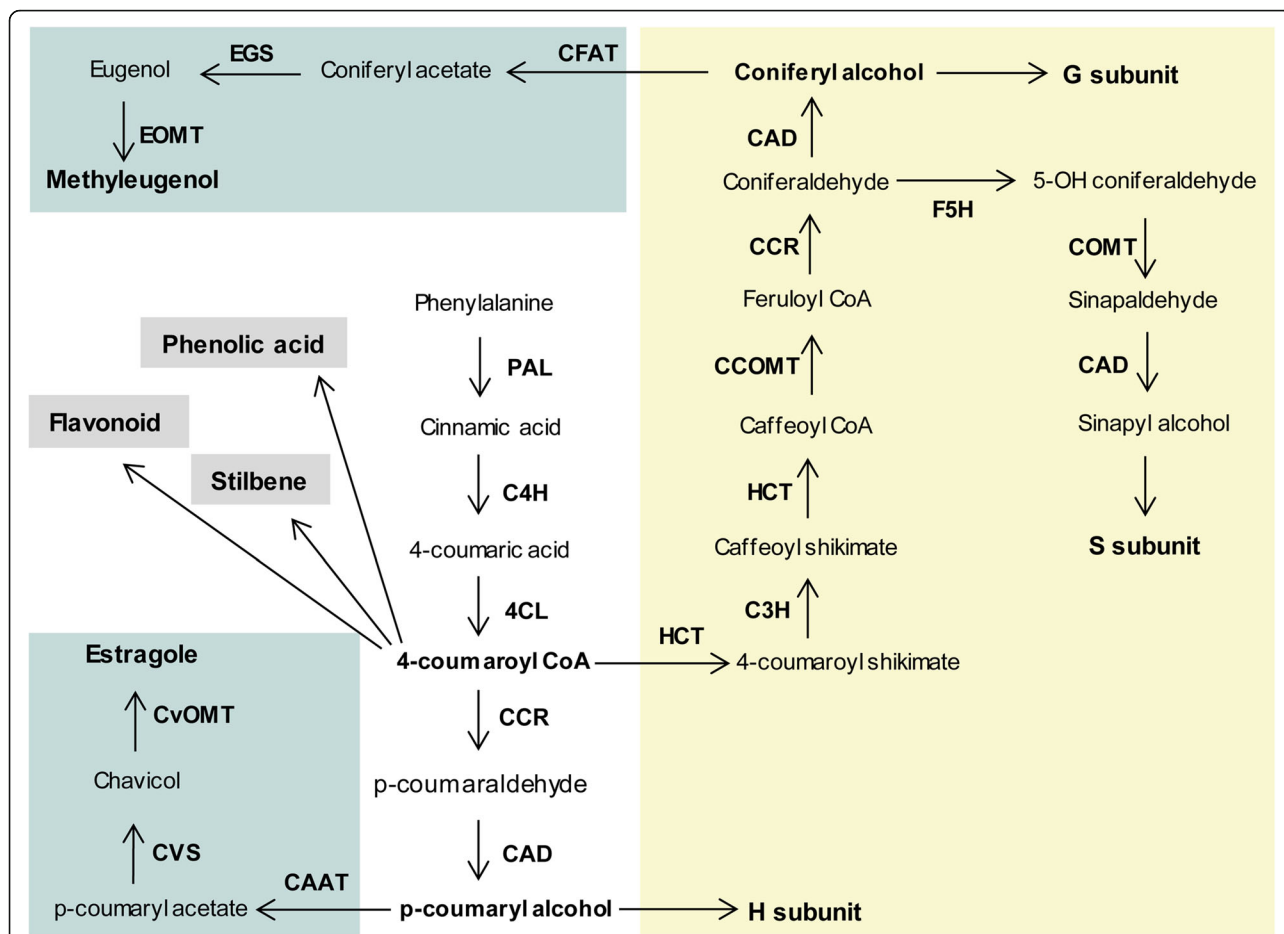 Eugenol
EGS
Coniferyl acetate
CFAT
Coniferyl alcohol
G subunit
EOMT
Methyleugenol
CAD
Coniferaldehyde
F5H
5-OH coniferaldehyde
CCR
COMT
Feruloyl CoA
Sinapaldehyde
CCOMT
CAD
Caffeoyl CoA
Sinapyl alcohol
HCT
Caffeoyl shikimate
S subunit
C3H
HCT
4-coumaroyl shikimate
Phenylalanine
PAL
Phenolic acid
Cinnamic acid
Flavonoid
Stilbene
C4H
4-coumaric acid
4CL
4-coumaroyl CoA
Estragole
CvOMT
CCR
Chavicol
p-coumaraldehyde
CVS
CAD
CAAT
p-coumaryl acetate
p-coumaryl alcohol
H subunit